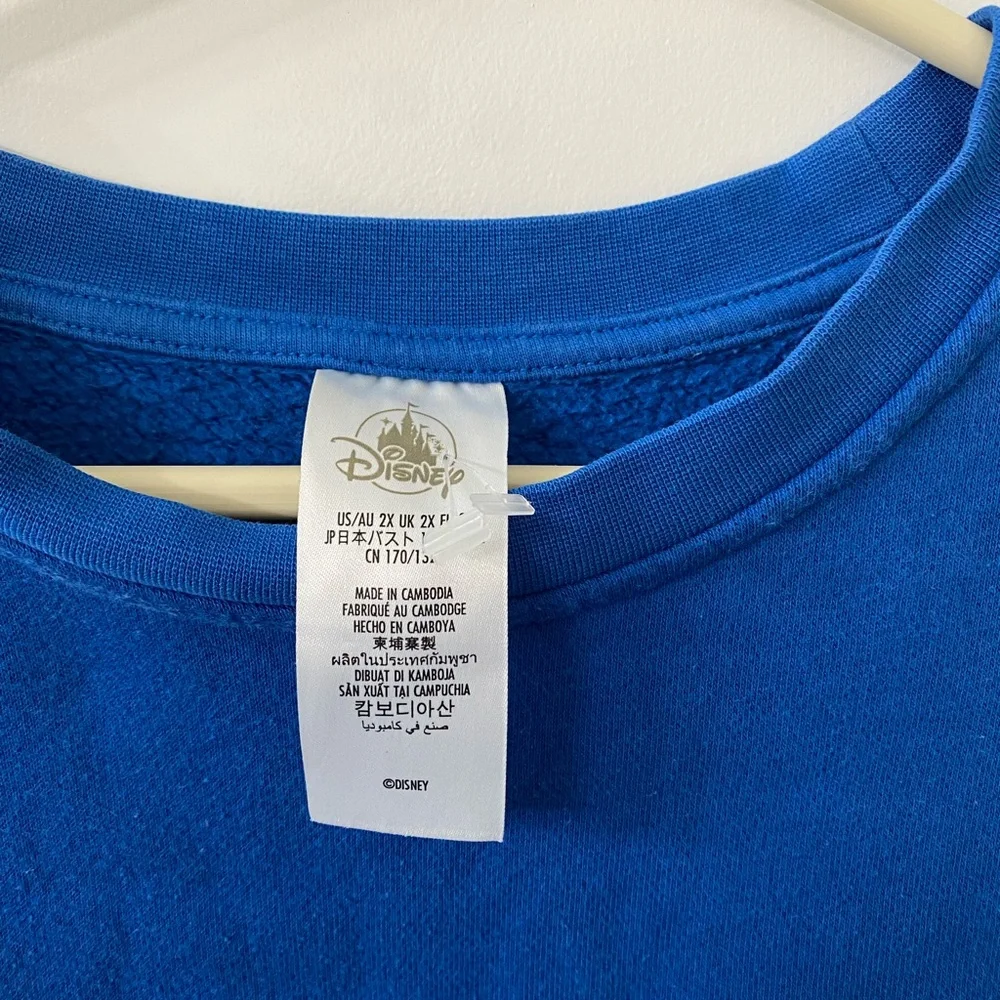 DISNEY
US/AU 2X UK 2X
JP日本バスト
CN 170/13
MADE IN CAMBODIA
FABRIQUÉ AU CAMBODGE
HECHO EN CAMBOYA
柬埔寨製
ผลิตในประเทศกัมพูชา
DIBUAT DI KAMBOJA
SẢN XUẤT TẠI CAMPUCHIA
캄보디아산
صنع في كامبوديا
©DISNEY